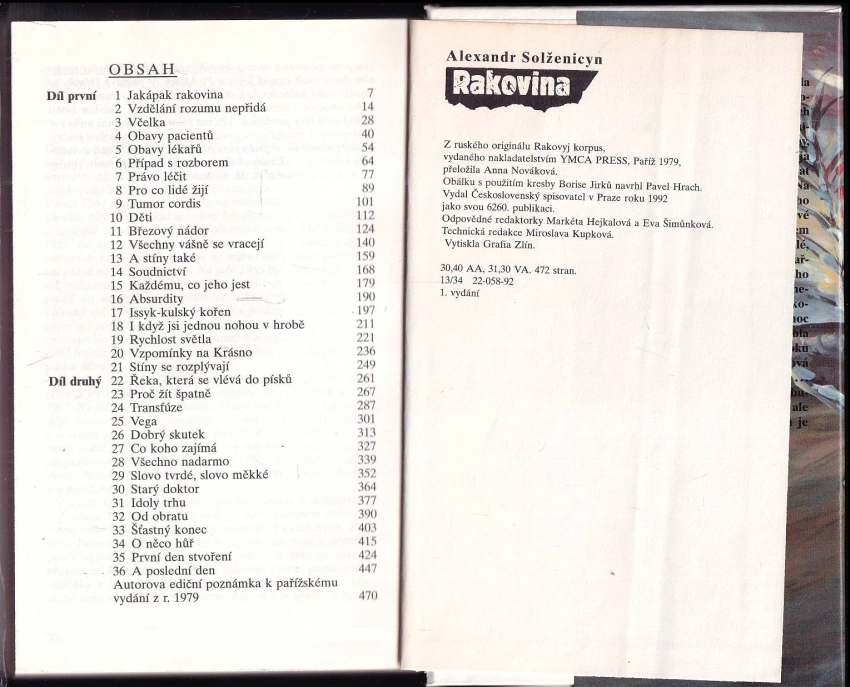 OBSAH
Díl první 1 Jakápak rakovina 7
2 Vzdělání rozumu nepřidá 14
3 Včelka 28
4 Obavy pacientů 40
5 Obavy lékařů 54
6 Případ s rozborem 64
7 Právo léčit 77
8 Pro co lidé žijí 89
9 Tumor cordis 101
10 Děti 112
11 Březový nádor 124
12 Všechny vášně se vracejí 140
13 A stíny také 159
14 Soudnictví 168
15 Každému, co jeho jest 179
16 Absurdity 190
17 Issyk-kulský kořen 197
18 I když jsi jednou nohou v hrobě 211
19 Rychlost světla 221
20 Vzpomínky na Krásno 236
21 Stíny se rozplývají 249
Díl druhý 22 Řeka, která se vlévá do písků 261
23 Proč žít špatně 267
24 Transfúze 287
25 Vega 301
26 Dobrý skutek 313
27 Co koho zajímá 327
28 Všechno nadarmo 339
29 Slovo tvrdé, slovo měkké 352
30 Starý doktor 364
31 Idoly trhu 377
32 Od obratu 390
33 Šťastný konec 403
34 O něco hůř 415
35 První den stvoření 424
36 A poslední den 447
Autorova ediční poznámka k pařížskému
vydání z r. 1979 470
Alexandr Solženicyn
Rakovina
Z ruského originálu Rakovyj korpus,
vydaného nakladatelstvím YMCA PRESS, Paříž 1979,
přeložila Anna Nováková.
Obálku s použitím kresby Borise Jirků navrhl Pavel Hrach.
Vydal Československý spisovatel v Praze roku 1992
jako svou 6260. publikaci.
Odpovědné redaktorky Markéta Hejkalová a Eva Šimůnková.
Technická redakce Miroslava Kupková.
Vytiskla Grafia Zlín.
30,40 AA, 31,30 VA. 472 stran.
13/34 22-058-92
1. vydání